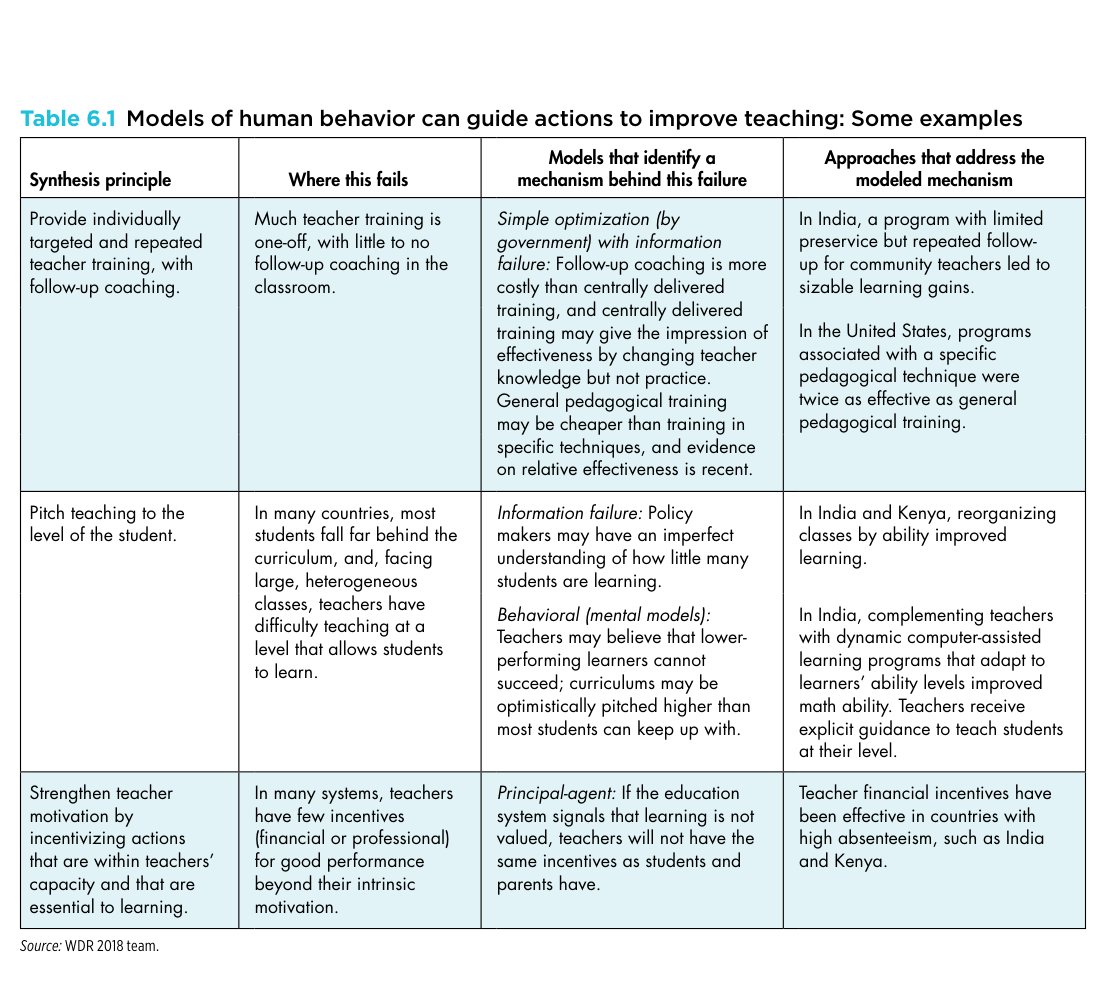 Table 6.1 Models of human behavior can guide actions to improve teaching: Some examples
Synthesis principle
Where this fails
Models that identify a
mechanism behind this failure
Approaches that address the
modeled mechanism
Provide individually
targeted and repeated
teacher training, with
follow-up coaching.
Much teacher training is
one-off, with little to no
follow-up coaching in the
classroom.
Simple optimization (by
government) with information
failure: Follow-up coaching is more
costly than centrally delivered
training, and centrally delivered
training may give the impression of
effectiveness by changing teacher
knowledge but not practice.
General pedagogical training
may be cheaper than training in
specific techniques, and evidence
on relative effectiveness is recent.
In India, a program with limited
preservice but repeated follow-
up for community teachers led to
sizable learning gains.
In the United States, programs
associated with a specific
pedagogical technique were
twice as effective as general
pedagogical training.
Pitch teaching to the
level of the student.
In many countries, most
students fall far behind the
curriculum, and, facing
large, heterogeneous
classes, teachers have
difficulty teaching at a
level that allows students
to learn.
Information failure: Policy
makers may have an imperfect
understanding of how little many
students are learning.
Behavioral (mental models):
Teachers may believe that lower-
performing learners cannot
succeed; curriculums may be
optimistically pitched higher than
most students can keep up with.
In India and Kenya, reorganizing
classes by ability improved
learning.
In India, complementing teachers
with dynamic computer-assisted
learning programs that adapt to
learners’ ability levels improved
math ability. Teachers receive
explicit guidance to teach students
at their level.
Strengthen teacher
motivation by
incentivizing actions
that are within teachers’
capacity and that are
essential to learning.
In many systems, teachers
have few incentives
(financial or professional)
for good performance
beyond their intrinsic
motivation.
Principal-agent: If the education
system signals that learning is not
valued, teachers will not have the
same incentives as students and
parents have.
Teacher financial incentives have
been effective in countries with
high absenteeism, such as India
and Kenya.
Source: WDR 2018 team.